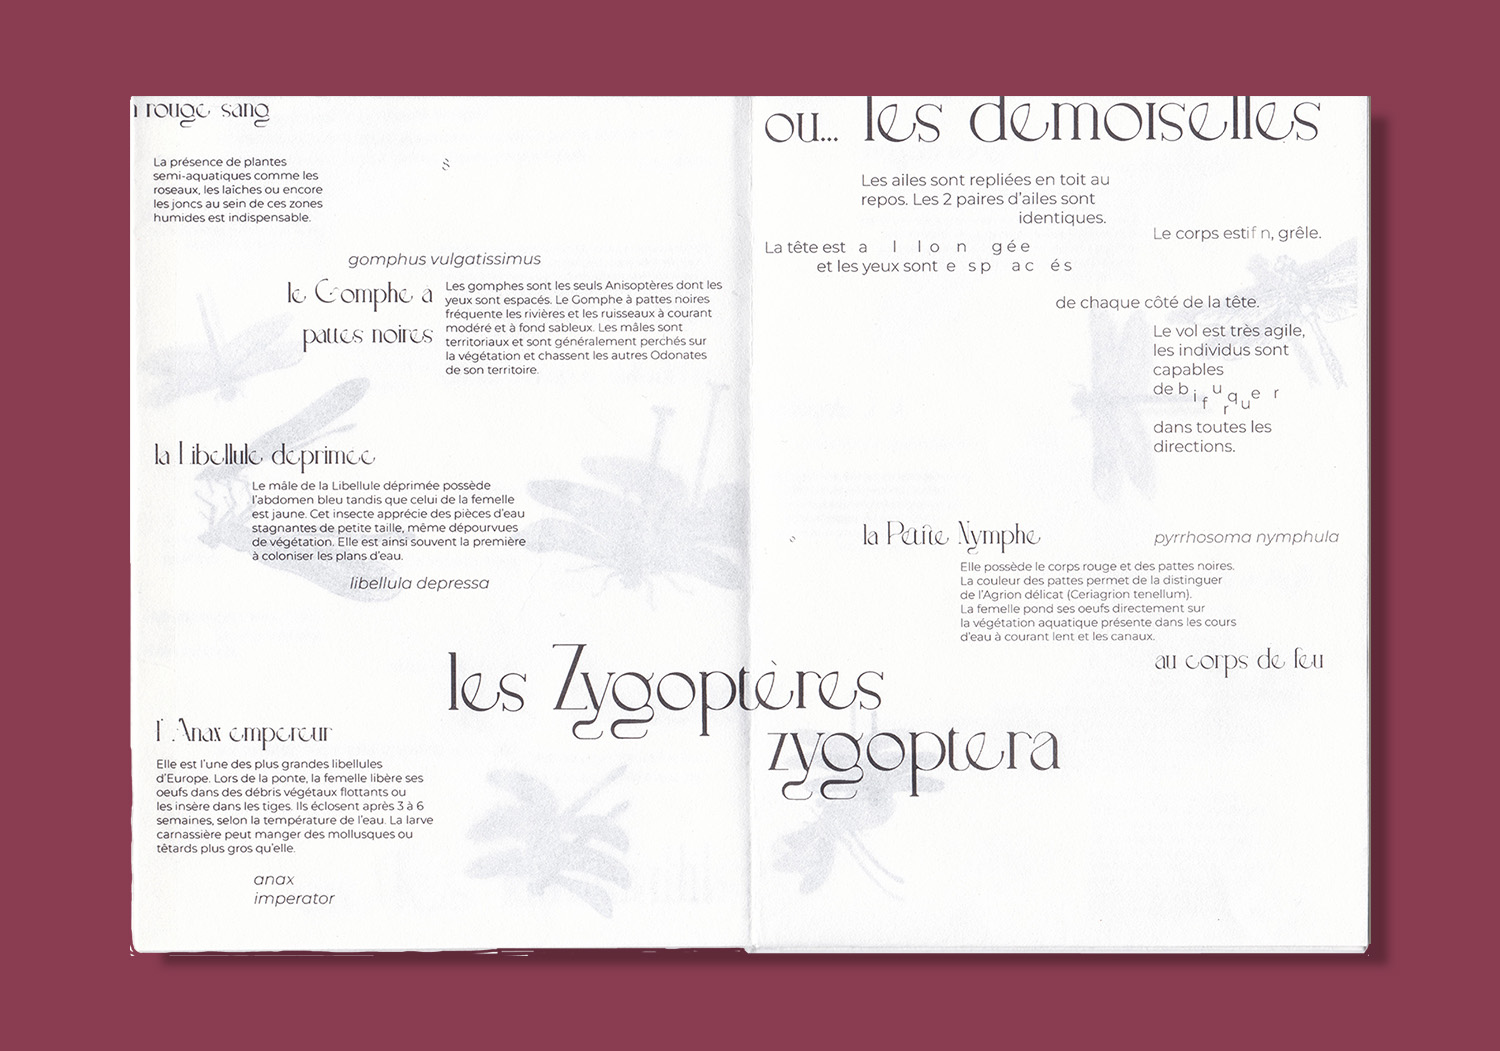 rouge sang
La présence de plantes
semi-aquatiques comme les
roseaux, les laîches ou encore
les joncs au sein de ces zones
humides est indispensable.
gomphus vulgatissimus
le Gomphe à
pattes noires
Les gomphes sont les seuls Anisoptères dont les
yeux sont espacés. Le Gomphe à pattes noires
fréquente les rivières et les ruisseaux à courant
modéré et à fond sableux. Les mâles sont
territoriaux et sont généralement perchés sur
la végétation et chassent les autres Odonates
de son territoire.
la Libellule déprimée
Le mâle de la Libellule déprimée possède
l'abdomen bleu tandis que celui de la femelle
est jaune. Cet insecte apprécie des pièces d'eau
stagnantes de petite taille, même dépourvues
de végétation. Elle est ainsi souvent la première
à coloniser les plans d'eau.
libellula depressa
les Zygoptères
l'Anax empereur
Elle est l'une des plus grandes libellules
d'Europe. Lors de la ponte, la femelle libère ses
oeufs dans des débris végétaux flottants ou
les insère dans les tiges. Ils éclosent après 3 à 6
semaines, selon la température de l'eau. La larve
carnassière peut manger des mollusques ou
têtards plus gros qu'elle.
anax
imperator
ou... les demoiselles
Les ailes sont repliées en toit au
repos. Les 2 paires d'ailes sont
identiques.
Le corps est if n, grêle.
La tête est a l lo n gée
et les yeux sont e sp ac és
de chaque côté de la tête.
Le vol est très agile,
les individus sont
capables
de bifurquer
dans toutes les
directions.
la Petite Nymphe
pyrrhosoma nymphula
Elle possède le corps rouge et des pattes noires.
La couleur des pattes permet de la distinguer
de l'Agrion délicat (Ceriagrion tenellum).
La femelle pond ses oeufs directement sur
la végétation aquatique présente dans les cours
d'eau à courant lent et les canaux.
au corps de feu
zygoptera